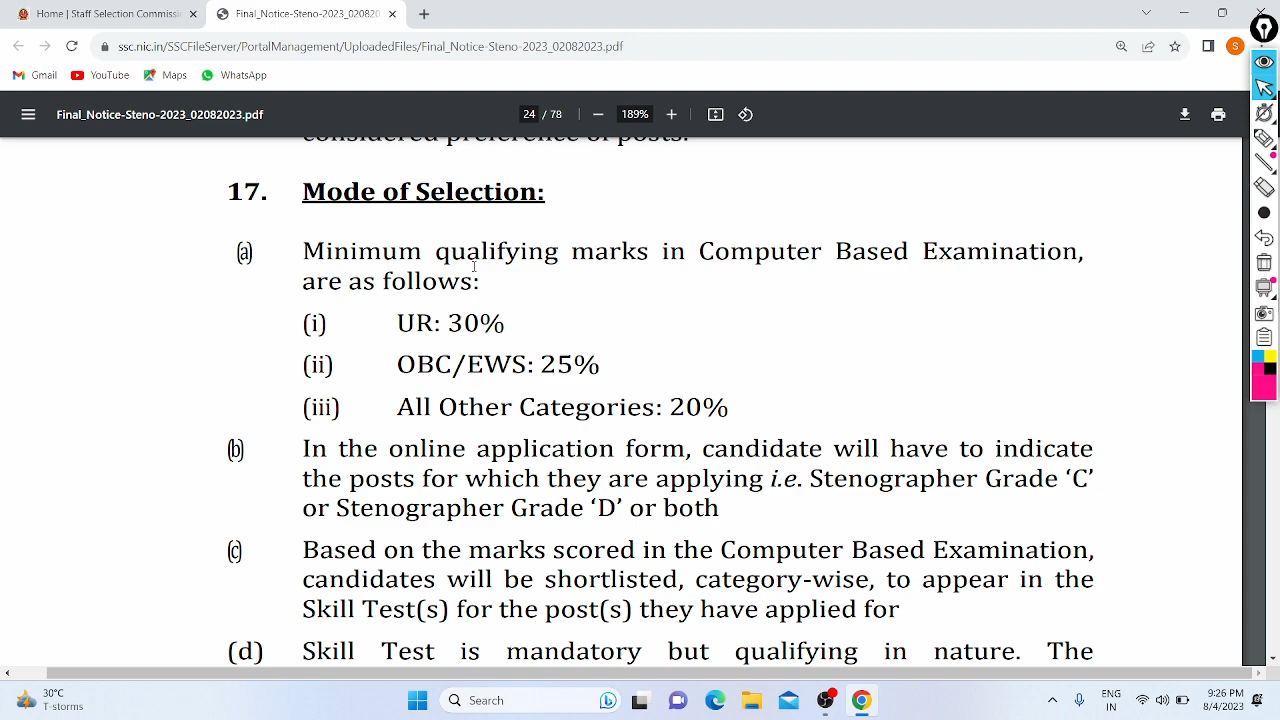 Home | Staff Selection Commissi
Final_Notice-Steno-2023_020820
ssc.nic.in/SSCFileServer/PortalManagement/UploadedFiles/Final_Notice-Steno-2023_02082023.pdf
S
Gmail
YouTube
Maps
WhatsApp
Final_Notice-Steno-2023_02082023.pdf
24 / 78
189%
considered preference of posts.
17. Mode of Selection:
(a) Minimum qualifying marks in Computer Based Examination,
are as follows:
(i) UR: 30%
(ii) OBC/EWS: 25%
(iii) All Other Categories: 20%
(b) In the online application form, candidate will have to indicate
the posts for which they are applying i.e. Stenographer Grade ‘C’
or Stenographer Grade ‘D’ or both
(c) Based on the marks scored in the Computer Based Examination,
candidates will be shortlisted, category-wise, to appear in the
Skill Test(s) for the post(s) they have applied for
(d) Skill Test is mandatory but qualifying in nature. The
30°C
T-storms
Search
ENG
IN
9:26 PM
8/4/2023